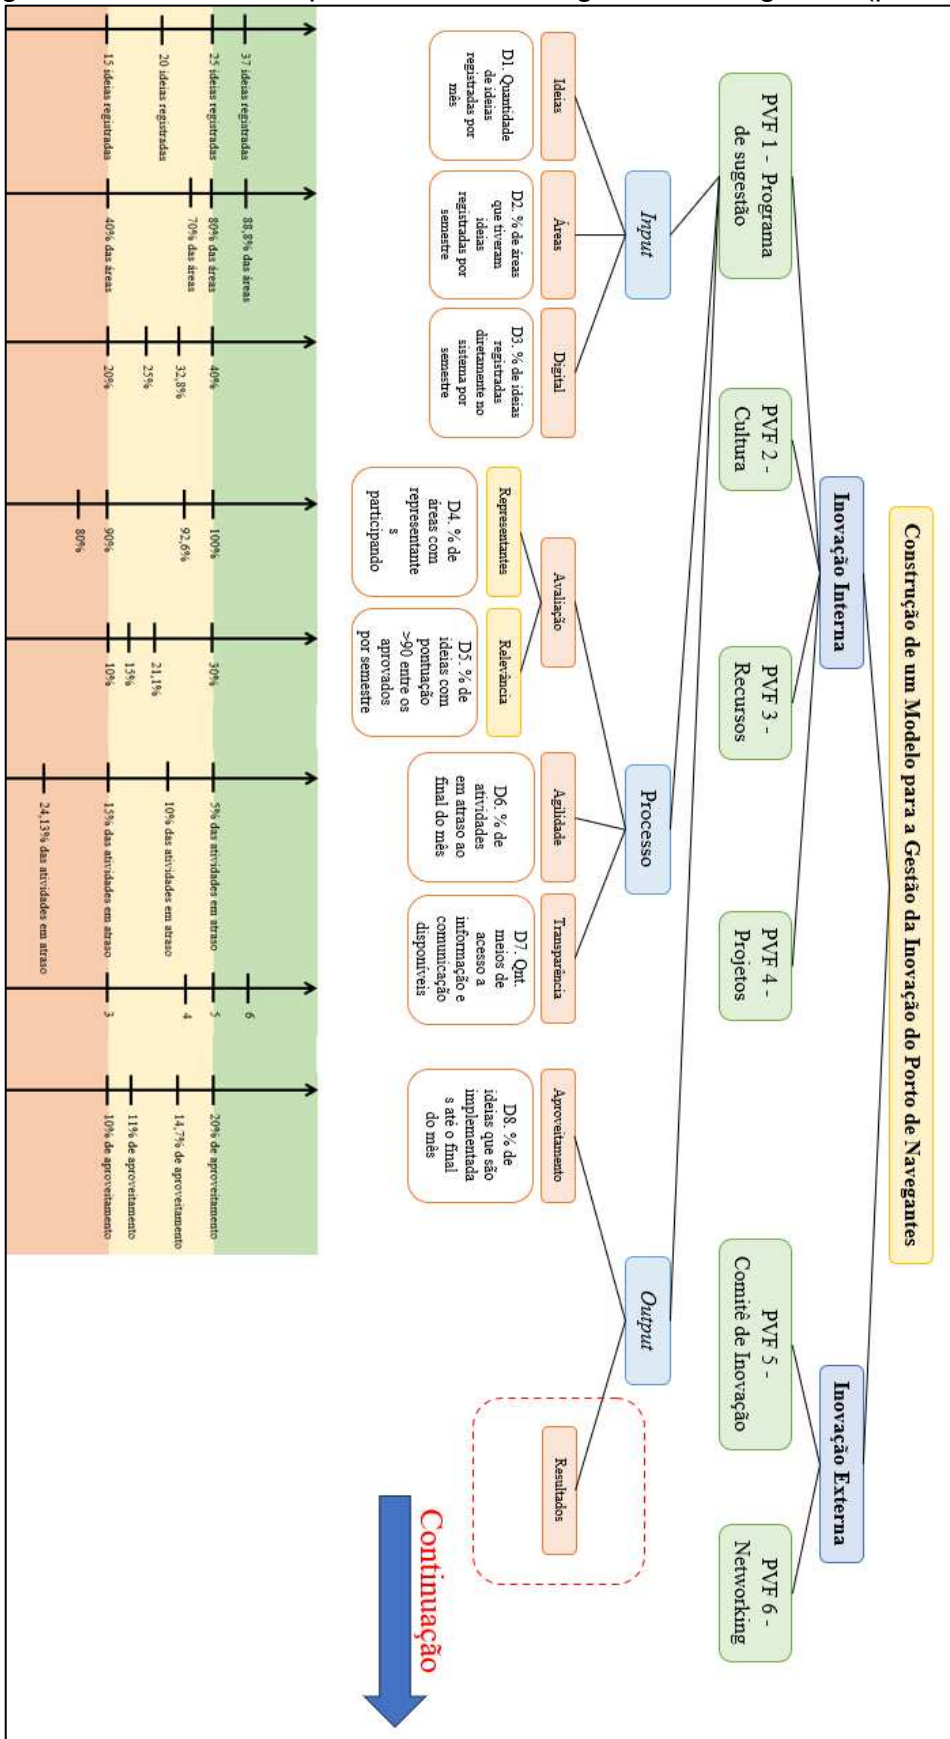 Construção de um Modelo para a Gestão da Inovação do Porto de Navegantes
Inovação Interna
Inovação Externa
PVF 1 - Programa
de sugestão
PVF 2 -
Cultura
PVF 3 -
Recursos
PVF 4 -
Projetos
PVF 5 -
Comitê de Inovação
PVF 6 -
Networking
Input
Processo
Output
Ideias
Áreas
Digital
Avaliação
Agilidade
Transparência
Aproveitamento
Resultados
Representantes
Relevância
D1. Quantidade
de ideias
registradas por
mês
D2. % de áreas
que tiveram
ideias
registradas por
semestre
D3. % de ideias
registradas
diretamente no
sistema por
semestre
D4. % de
áreas com
representante
s
participando
D5. % de
ideias com
pontuação
>90 entre os
aprovados
por semestre
D6. % de
atividades
em atraso ao
final do mês
D7. Qnt.
meios de
acesso a
informação e
comunicação
disponíveis
D8. % de
ideias que são
implementada
s até o final
do mês
Continuação
37 ideias registradas
25 ideias registradas
20 ideias registradas
15 ideias registradas
88,8% das áreas
80% das áreas
70% das áreas
40% das áreas
40%
32,8%
25%
20%
100%
92,6%
90%
80%
30%
21,1%
15%
10%
5% das atividades em atraso
10% das atividades em atraso
15% das atividades em atraso
24,13% das atividades em atraso
6
5
4
3
20% de aproveitamento
14,7% de aproveitamento
11% de aproveitamento
10% de aproveitamento